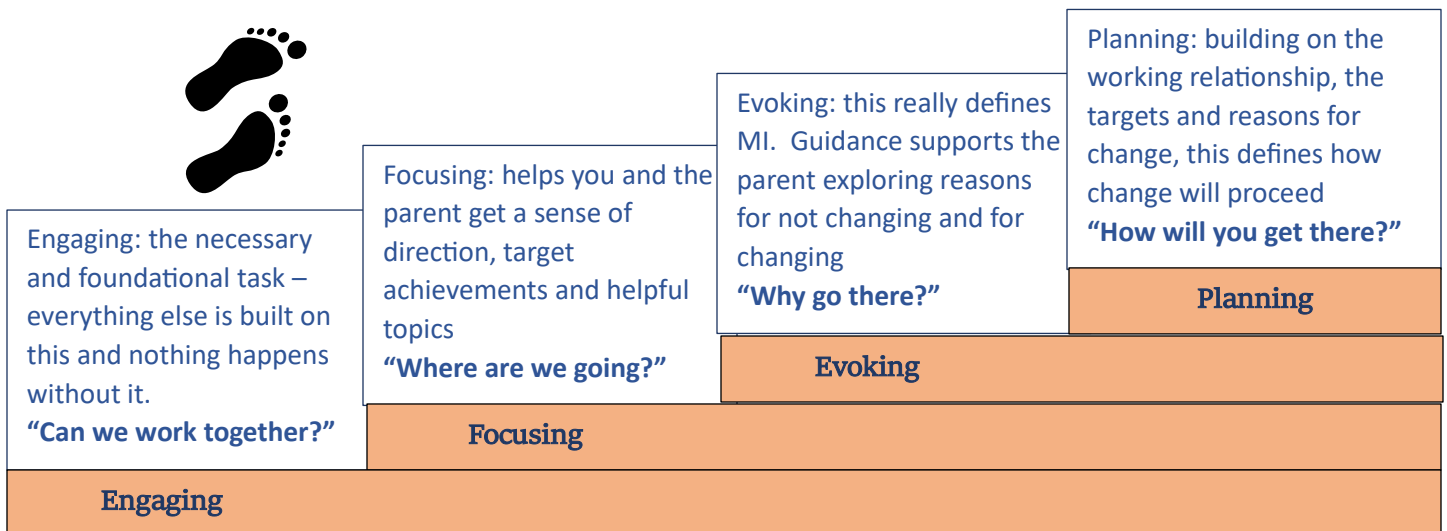 Engaging: the necessary
and foundational task –
everything else is built on
this and nothing happens
without it.
“Can we work together?”
Focusing: helps you and the
parent get a sense of
direction, target
achievements and helpful
topics
“Where are we going?”
Evoking: this really defines
MI.  Guidance supports the
parent exploring reasons
for not changing and for
changing
“Why go there?”
Planning: building on the
working relationship, the
targets and reasons for
change, this defines how
change will proceed
“How will you get there?”
Planning
Evoking
Focusing
Engaging